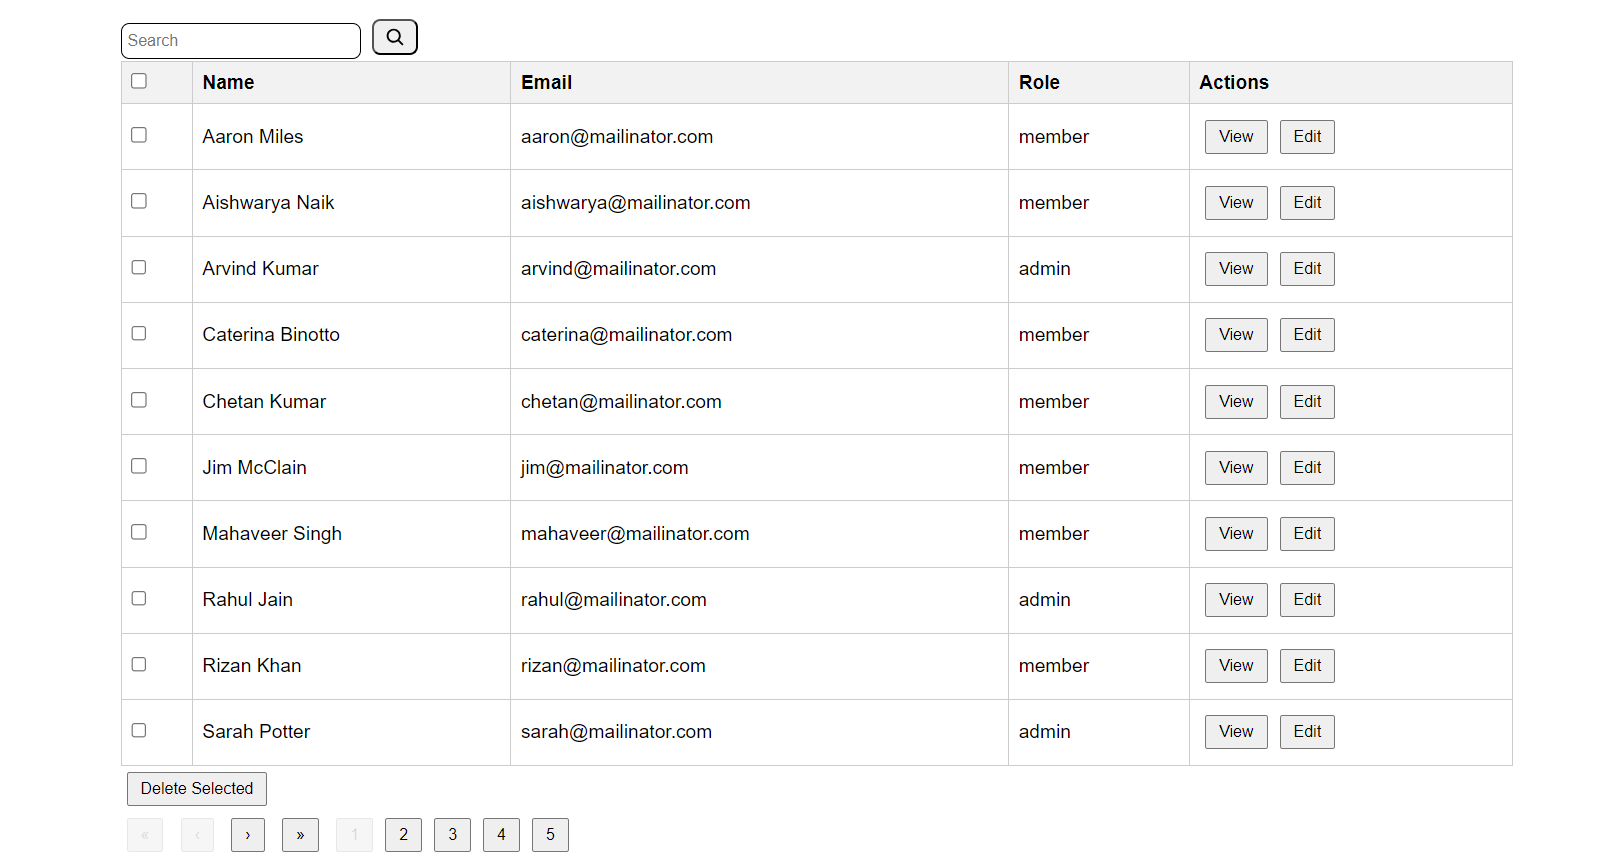 Search
Name Email Role Actions
Aaron Miles aaron@mailinator.com member View Edit
Aishwarya Naik aishwarya@mailinator.com member View Edit
Arvind Kumar arvind@mailinator.com admin View Edit
Caterina Binotto caterina@mailinator.com member View Edit
Chetan Kumar chetan@mailinator.com member View Edit
Jim McClain jim@mailinator.com member View Edit
Mahaveer Singh mahaveer@mailinator.com member View Edit
Rahul Jain rahul@mailinator.com admin View Edit
Rizan Khan rizan@mailinator.com member View Edit
Sarah Potter sarah@mailinator.com admin View Edit
Delete Selected
« ‹ › » 1 2 3 4 5